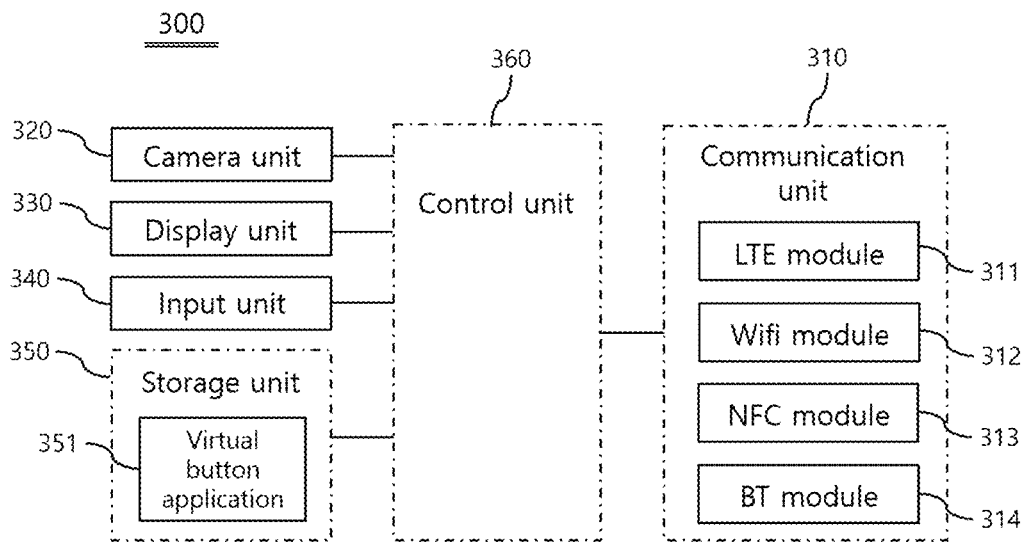 300
360
310
320
Camera unit
330
Display unit
340
Input unit
350
Storage unit
351
Virtual
button
application
Control unit
Communication
unit
LTE module
311
Wifi module
312
NFC module
313
BT module
314